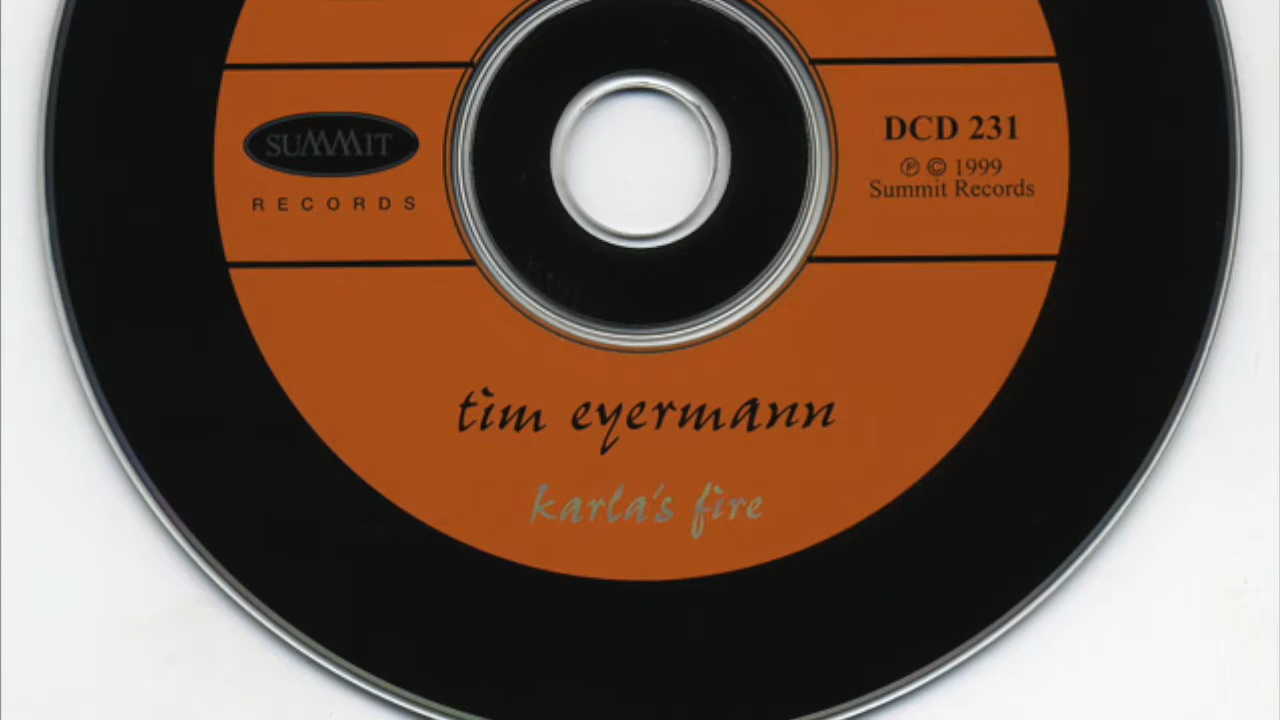 SUMMIT
RECORDS
DCD 231
℗ © 1999
Summit Records
tim eyermann
karla's fire